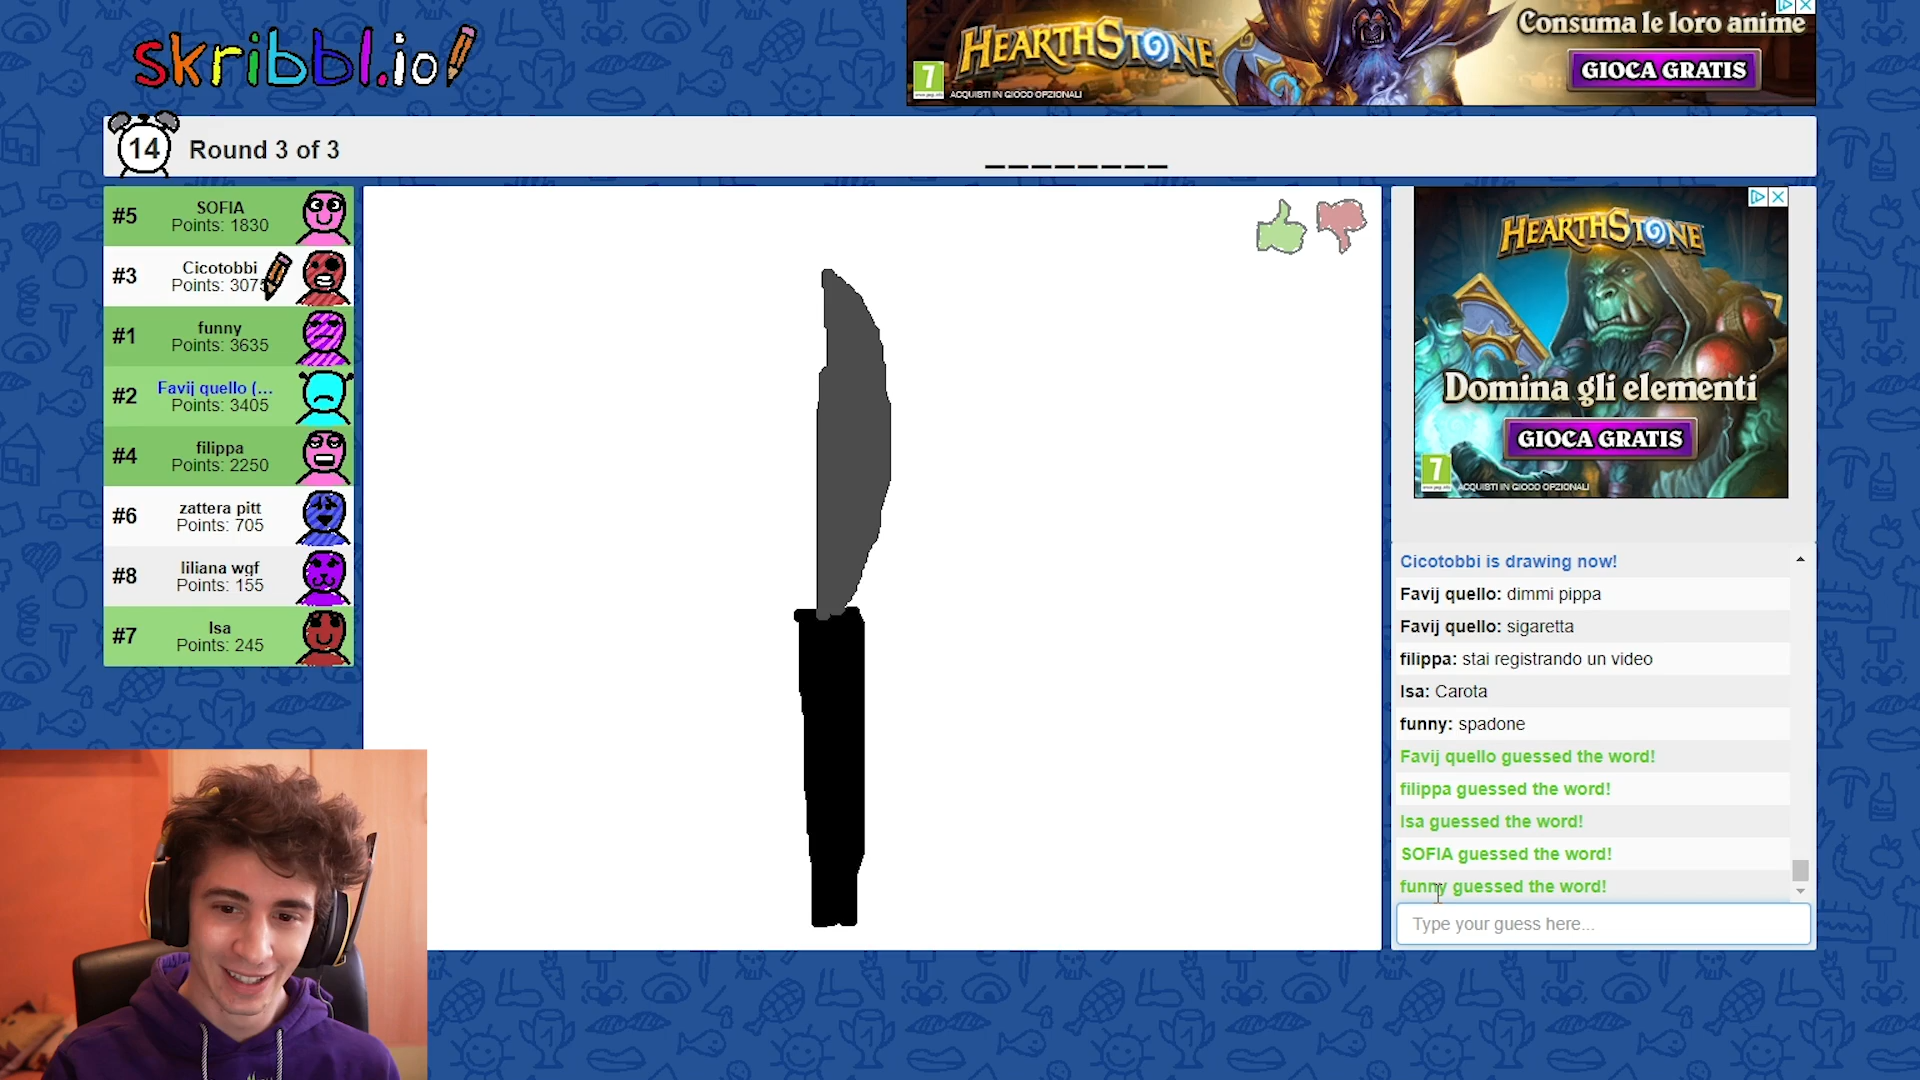 skribbl.io
HEARTHSTONE
Consuma le loro anime
GIOCA GRATIS
7
ACQUISTI IN GIOCO OPZIONALI
14
Round 3 of 3
________
#5
SOFIA
Points: 1830
#3
Cicotobbi
Points: 3075
#1
funny
Points: 3635
#2
Favij quello (...
Points: 3405
#4
filippa
Points: 2250
#6
zattera pitt
Points: 705
#8
liliana wgf
Points: 155
#7
Isa
Points: 245
HEARTHSTONE
Domina gli elementi
GIOCA GRATIS
7
ACQUISTI IN GIOCO OPZIONALI
Cicotobbi is drawing now!
Favij quello: dimmi pippa
Favij quello: sigaretta
filippa: stai registrando un video
Isa: Carota
funny: spadone
Favij quello guessed the word!
filippa guessed the word!
Isa guessed the word!
SOFIA guessed the word!
funny guessed the word!
Type your guess here...